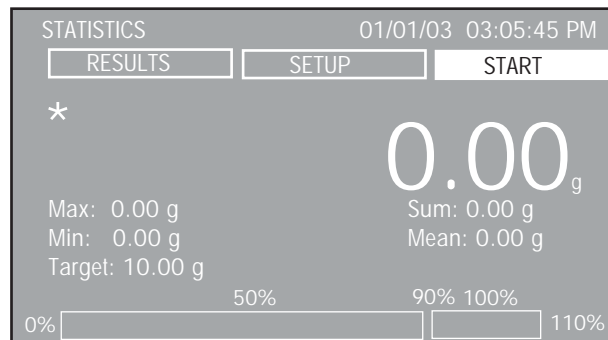 STATISTICS 01/01/03 03:05:45 PM
RESULTS SETUP START
*
0.00 g
Max: 0.00 g Sum: 0.00 g
Min: 0.00 g Mean: 0.00 g
Target: 10.00 g
50% 90% 100%
0% 110%